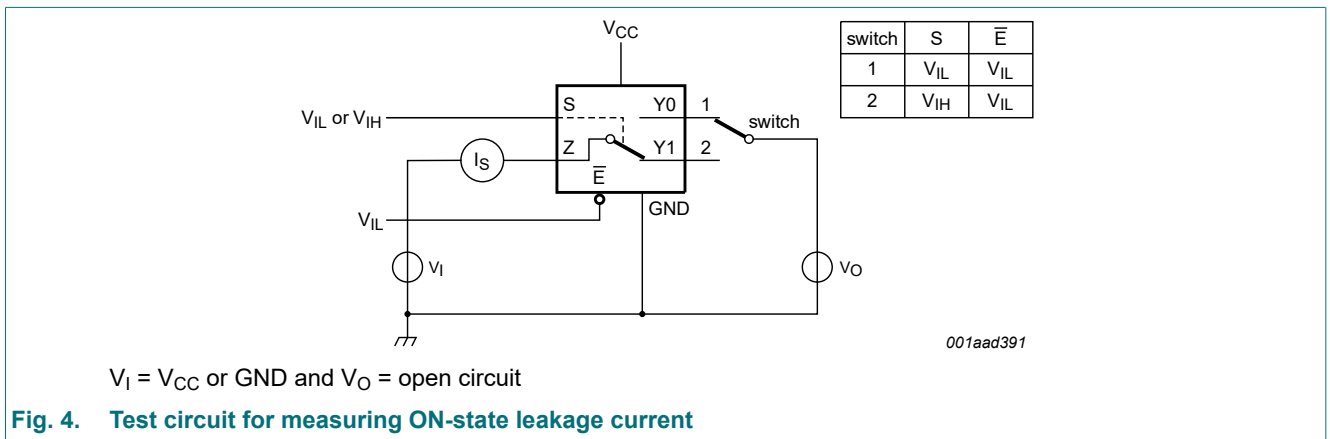 V_CC
switch S E̅
1 V_IL V_IL
2 V_IH V_IL
S Y0 1
V_IL or V_IH
switch
Z Y1 2
I_S
E̅
GND
V_IL
V_I
V_O
001aad391
V_I = V_CC or GND and V_O = open circuit
Fig. 4. Test circuit for measuring ON-state leakage current